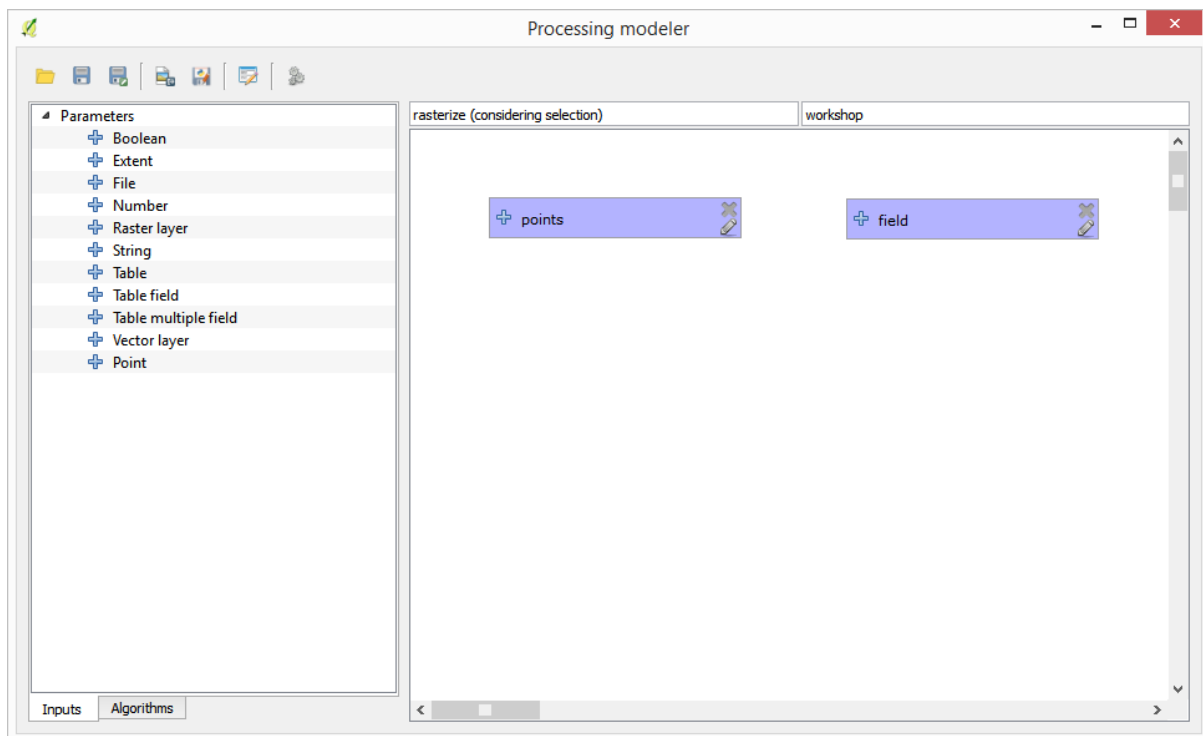 Processing modeler
Parameters
Boolean
Extent
File
Number
Raster layer
String
Table
Table field
Table multiple field
Vector layer
Point
Inputs
Algorithms
rasterize (considering selection)
workshop
points
field